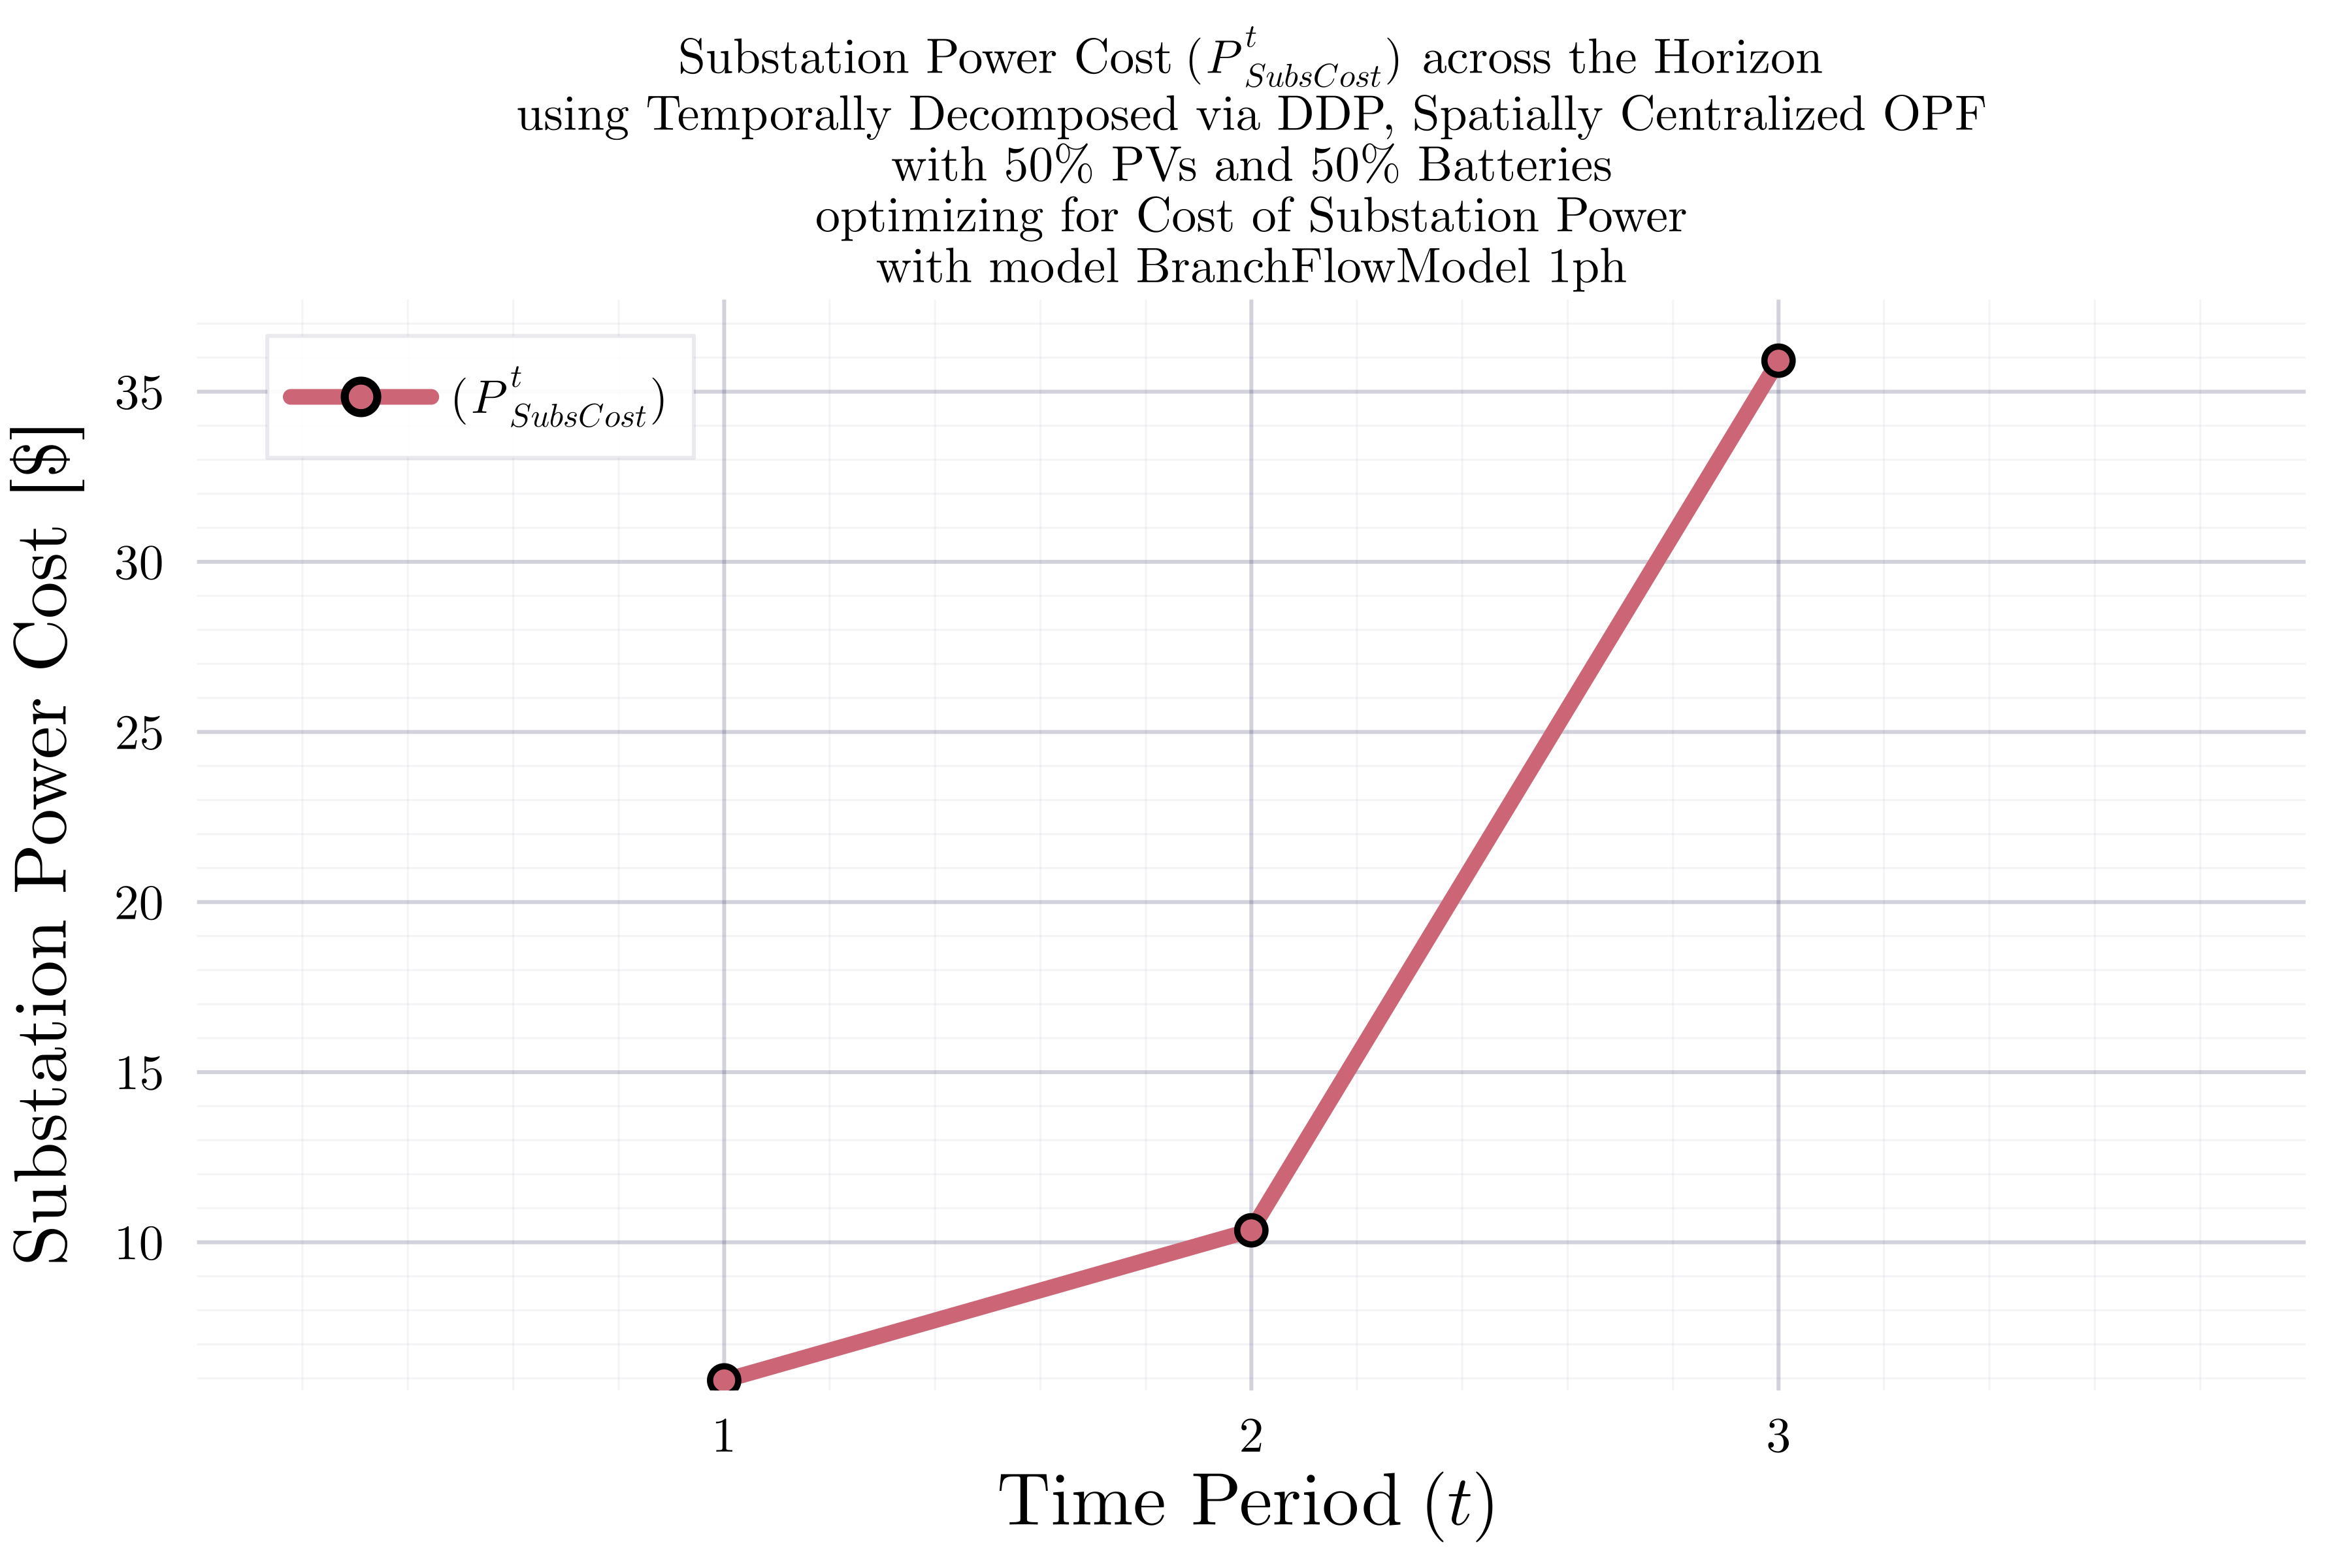 Substation Power Cost (P^t_SubsCost) across the Horizon
using Temporally Decomposed via DDP, Spatially Centralized OPF
with 50% PVs and 50% Batteries
optimizing for Cost of Substation Power
with model BranchFlowModel 1ph
(P^t_SubsCost)
Substation Power Cost [$]
35
30
25
20
15
10
1
2
3
Time Period (t)